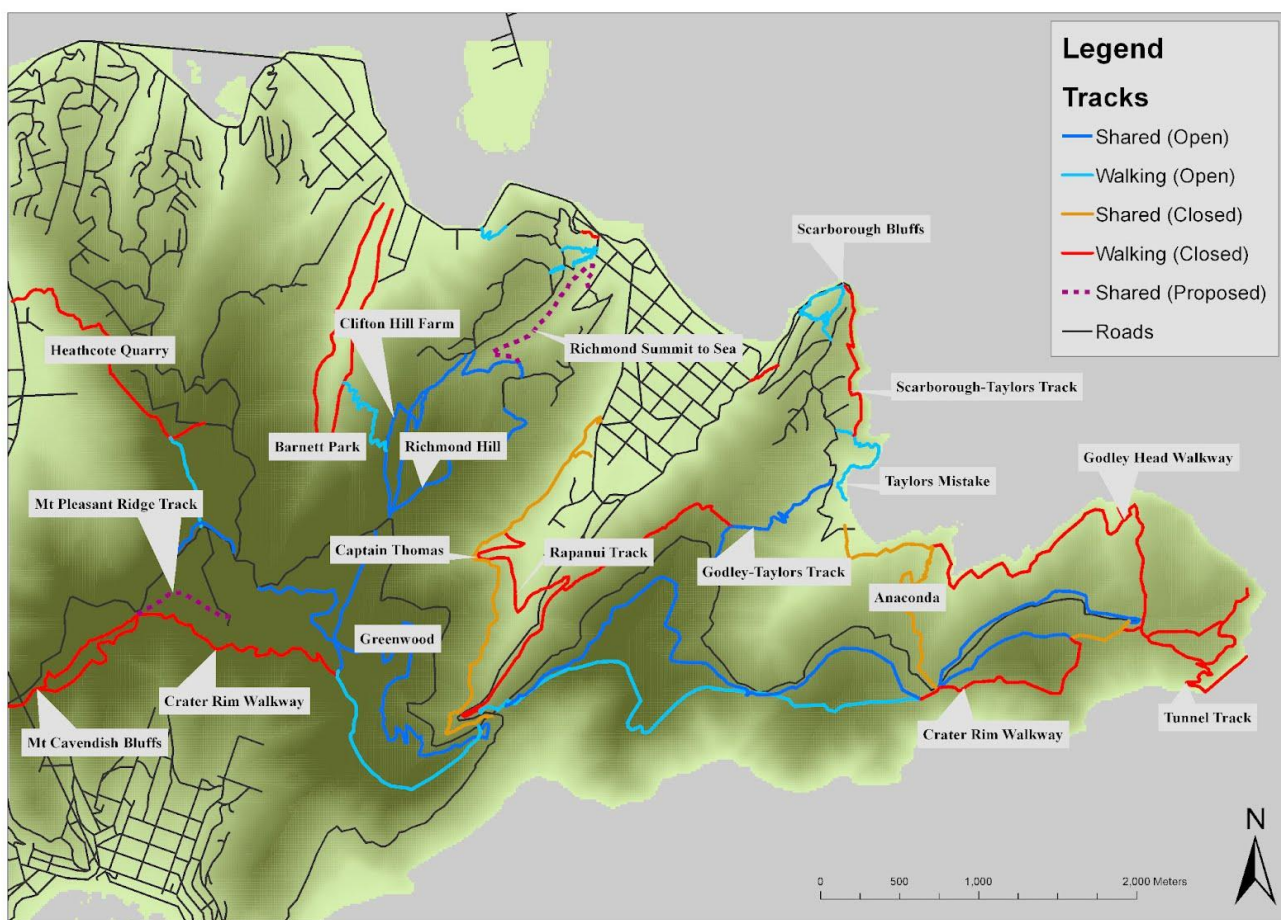 Legend
Tracks
Shared (Open)
Walking (Open)
Shared (Closed)
Walking (Closed)
Shared (Proposed)
Roads
Scarborough Bluffs
Clifton Hill Farm
Heathcote Quarry
Richmond Summit to Sea
Scarborough-Taylors Track
Barnett Park
Richmond Hill
Godley Head Walkway
Taylors Mistake
Mt Pleasant Ridge Track
Captain Thomas
Rapanui Track
Godley-Taylors Track
Anaconda
Greenwood
Crater Rim Walkway
Mt Cavendish Bluffs
Crater Rim Walkway
Tunnel Track
N
0 500 1,000 2,000 Meters